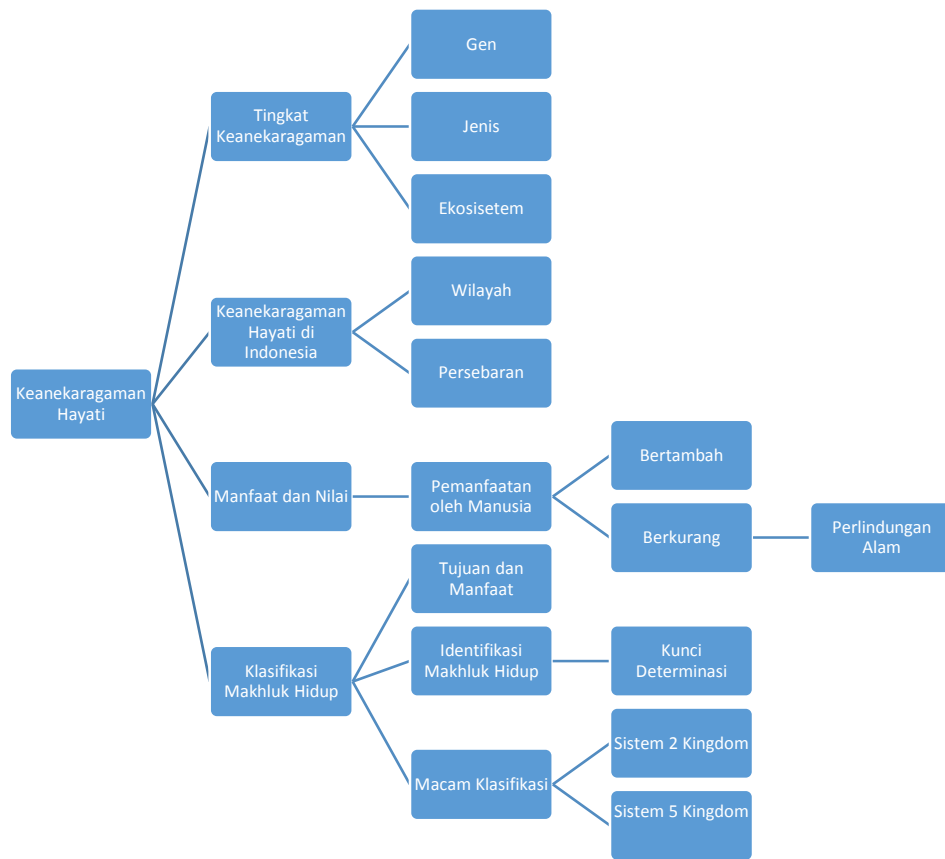 Gen
Tingkat
Keanekaragaman
Jenis
Ekosisetem
Wilayah
Keanekaragaman
Hayati di
Indonesia
Persebaran
Keanekaragaman
Hayati
Bertambah
Manfaat dan Nilai
Pemanfaatan
oleh Manusia
Berkurang
Perlindungan
Alam
Tujuan dan
Manfaat
Klasifikasi
Makhluk Hidup
Identifikasi
Makhluk Hidup
Kunci
Determinasi
Sistem 2 Kingdom
Macam Klasifikasi
Sistem 5 Kingdom